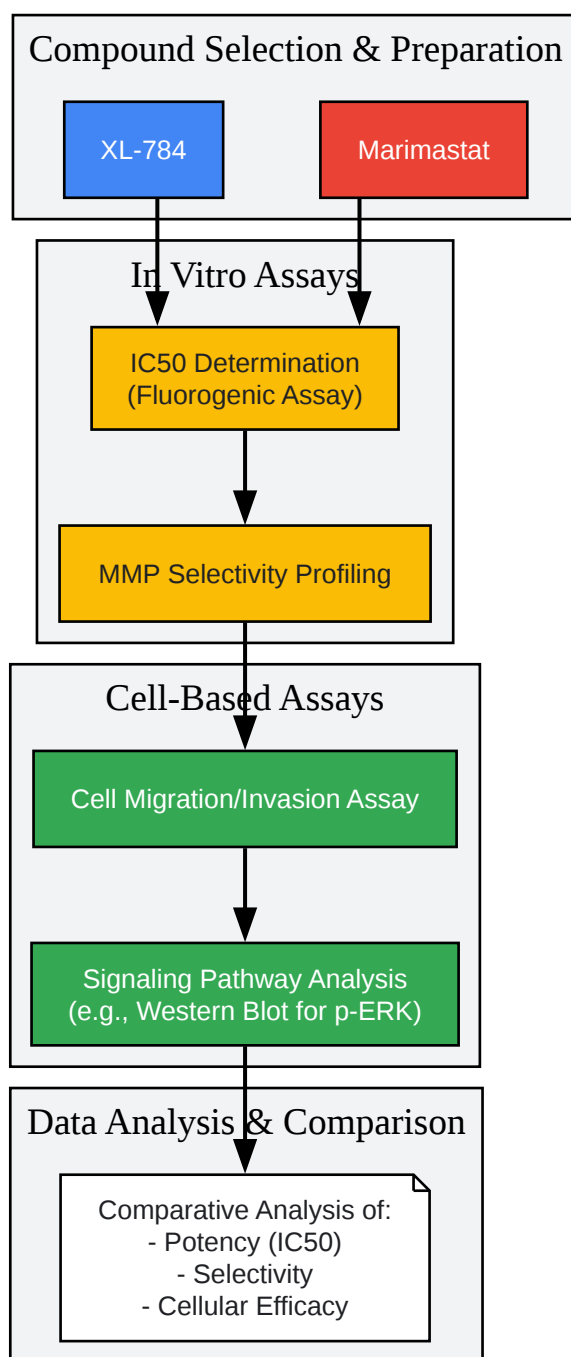 Compound Selection & Preparation
XL-784
Marimastat
In Vitro Assays
IC50 Determination
(Fluorogenic Assay)
MMP Selectivity Profiling
Cell-Based Assays
Cell Migration/Invasion Assay
Signaling Pathway Analysis
(e.g., Western Blot for p-ERK)
Data Analysis & Comparison
Comparative Analysis of:
- Potency (IC50)
- Selectivity
- Cellular Efficacy